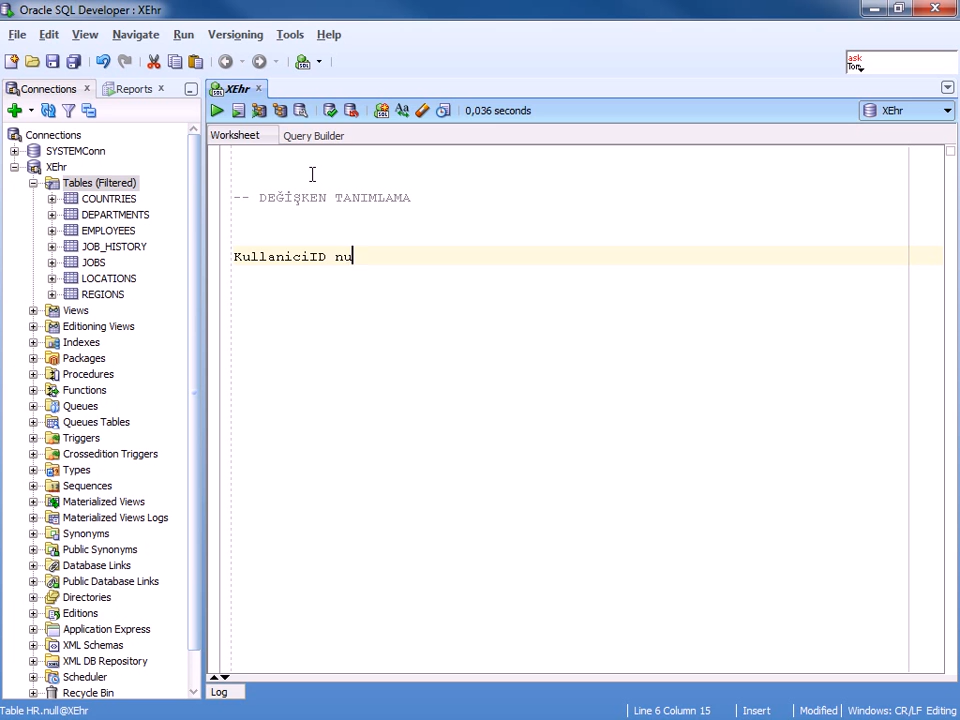 Oracle SQL Developer : XEhr
File Edit View Navigate Run Versioning Tools Help
ask
Tom
Connections
Reports
XEhr
0,036 seconds
XEhr
Worksheet
Query Builder
Connections
SYSTEMConn
XEhr
Tables (Filtered)
COUNTRIES
DEPARTMENTS
EMPLOYEES
JOB_HISTORY
JOBS
LOCATIONS
REGIONS
Views
Editioning Views
Indexes
Packages
Procedures
Functions
Queues
Queues Tables
Triggers
Crossedition Triggers
Types
Sequences
Materialized Views
Materialized Views Logs
Synonyms
Public Synonyms
Database Links
Public Database Links
Directories
Editions
Application Express
XML Schemas
XML DB Repository
Scheduler
Recycle Bin
-- DEĞİŞKEN TANIMLAMA
KullaniciID nu
Log
Table HR.null@XEhr
Line 6 Column 15
Insert
Modified
Windows: CR/LF Editing